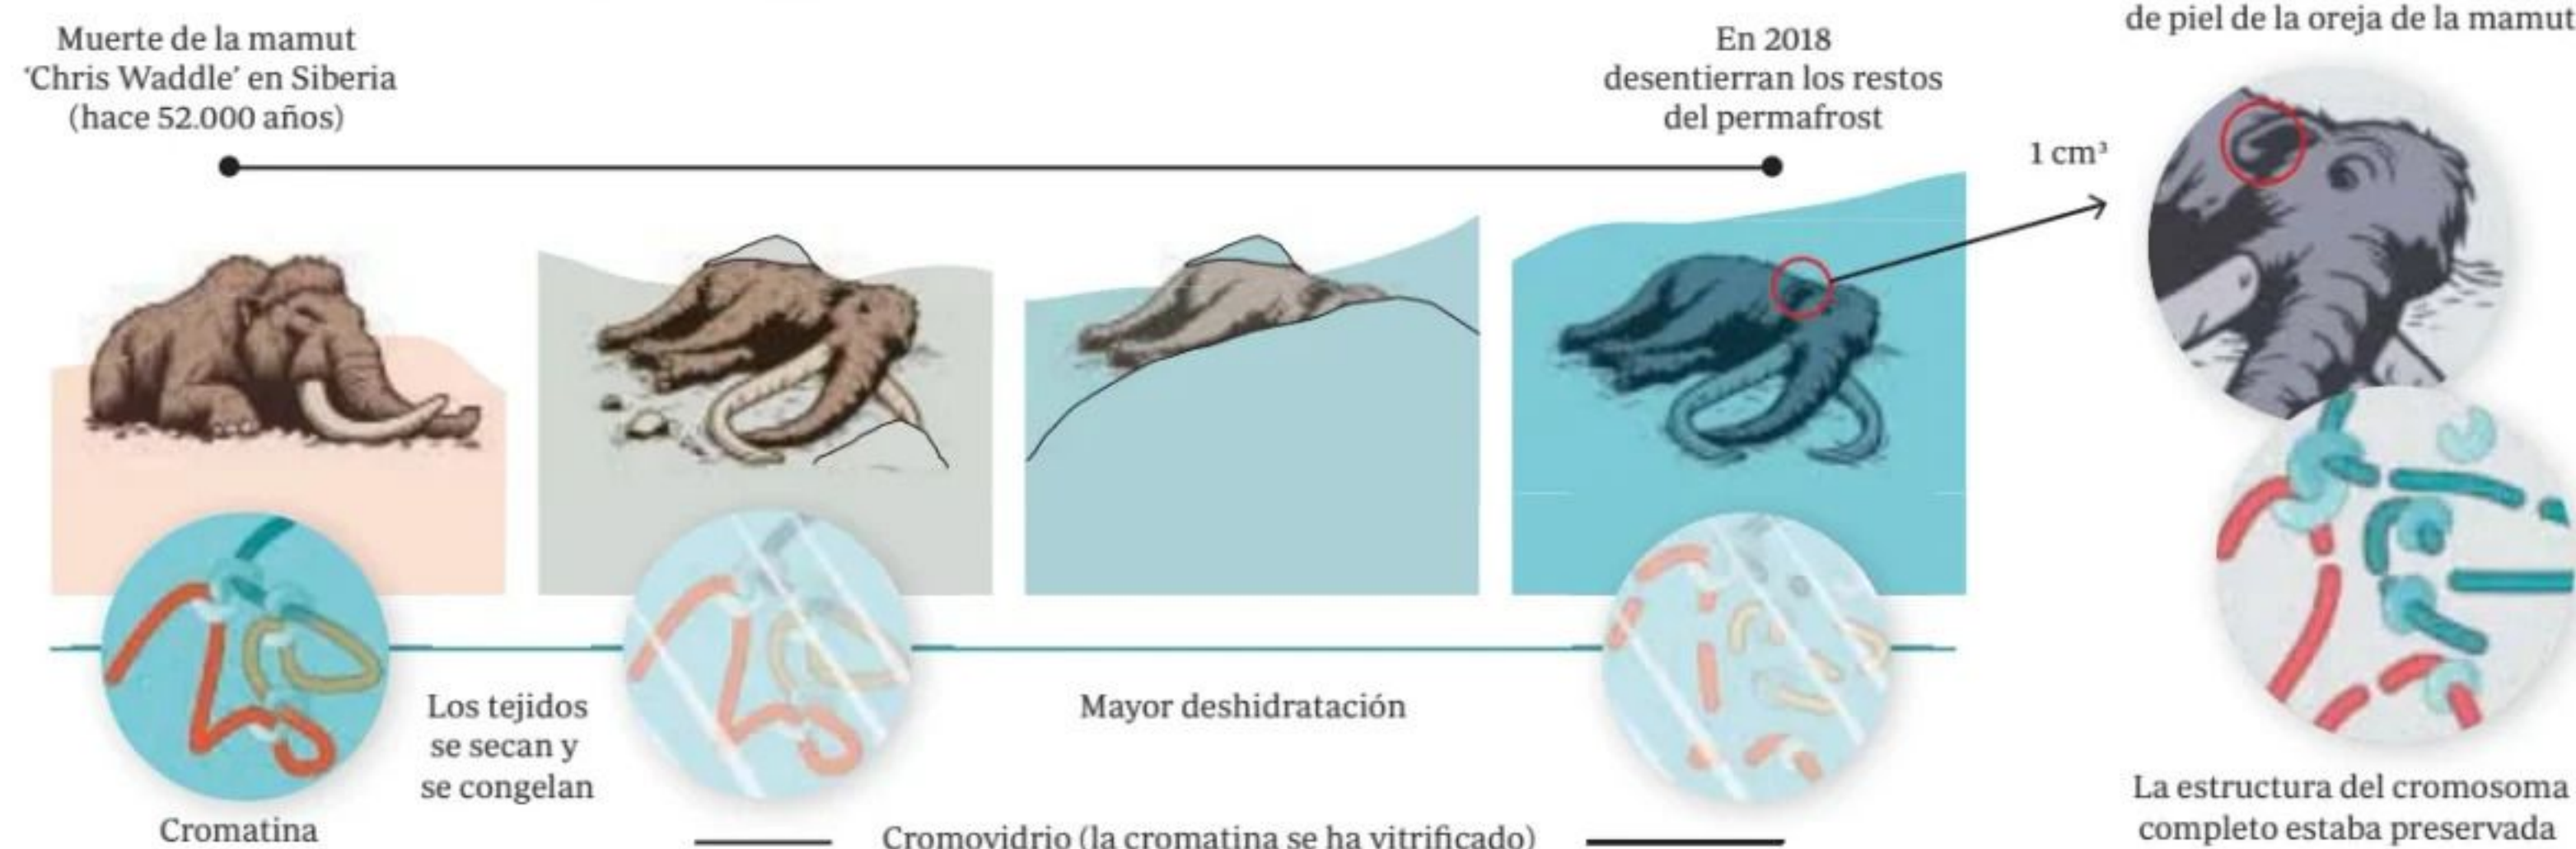 Muerte de la mamut
‘Chris Waddle’ en Siberia
(hace 52.000 años)
En 2018
desentierran los restos
del permafrost
1 cm³
de piel de la oreja de la mamut
Los tejidos
se secan y
se congelan
Mayor deshidratación
Cromatina
Cromovidrio (la cromatina se ha vitrificado)
La estructura del cromosoma
completo estaba preservada